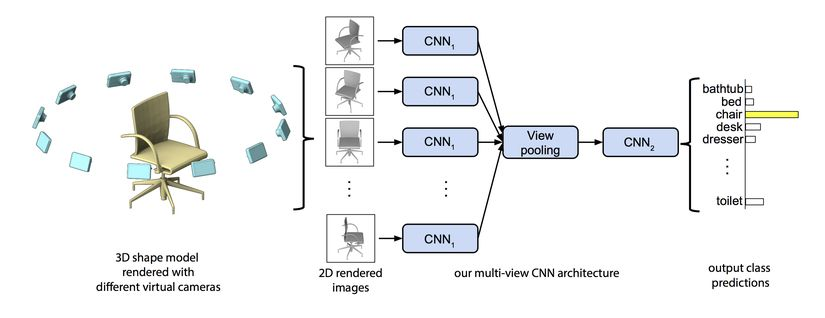 CNN1
CNN1
CNN1
CNN1
View
pooling
CNN2
bathtub
bed
chair
desk
dresser
toilet
3D shape model
rendered with
different virtual cameras
2D rendered
images
our multi-view CNN architecture
output class
predictions